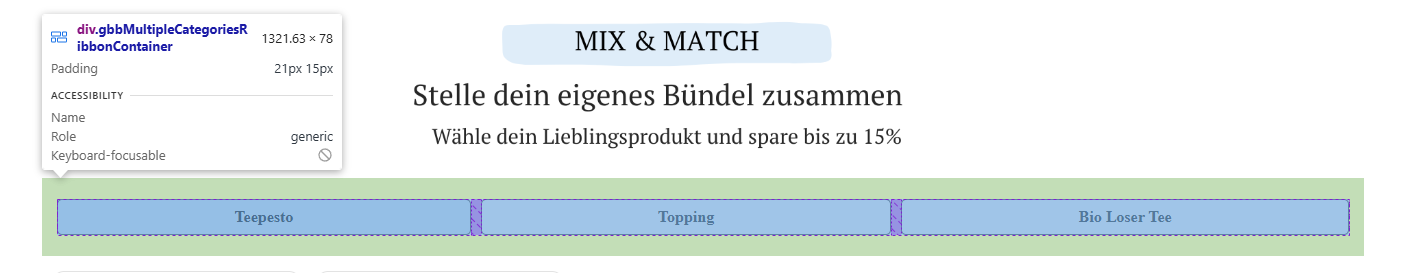 div.gbbMultipleCategoriesR
ibbonContainer
1321.63 × 78
Padding
21px 15px
ACCESSIBILITY
Name
Role
generic
Keyboard-focusable
MIX & MATCH
Stelle dein eigenes Bündel zusammen
Wähle dein Lieblingsprodukt und spare bis zu 15%
Teepesto
Topping
Bio Loser Tee